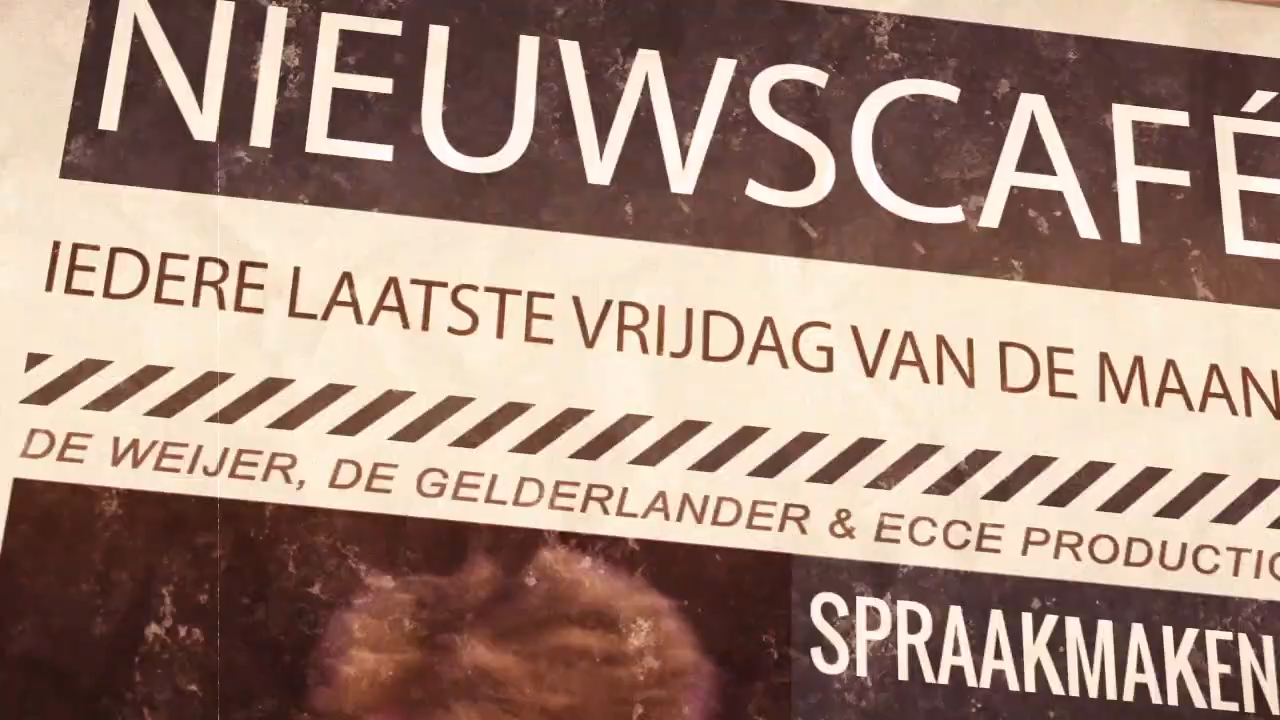 NIEUWSCAFÉ
IEDERE LAATSTE VRIJDAG VAN DE MAAN
DE WEIJER, DE GELDERLANDER & ECCE PRODUCTIO
SPRAAKMAKEN